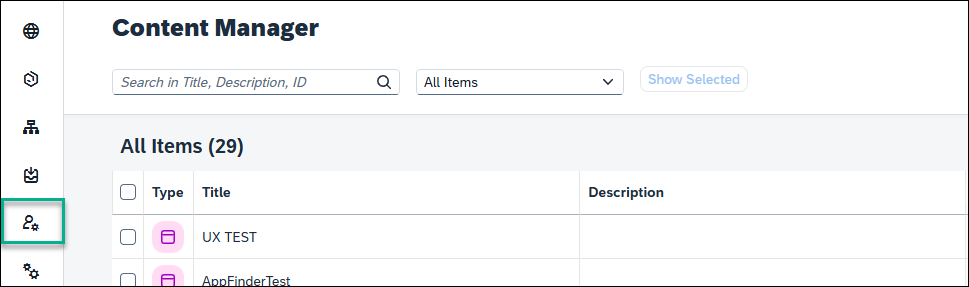 Content Manager
Search in Title, Description, ID
All Items
Show Selected
All Items (29)
Type Title Description
UX TEST
AppFinderTest